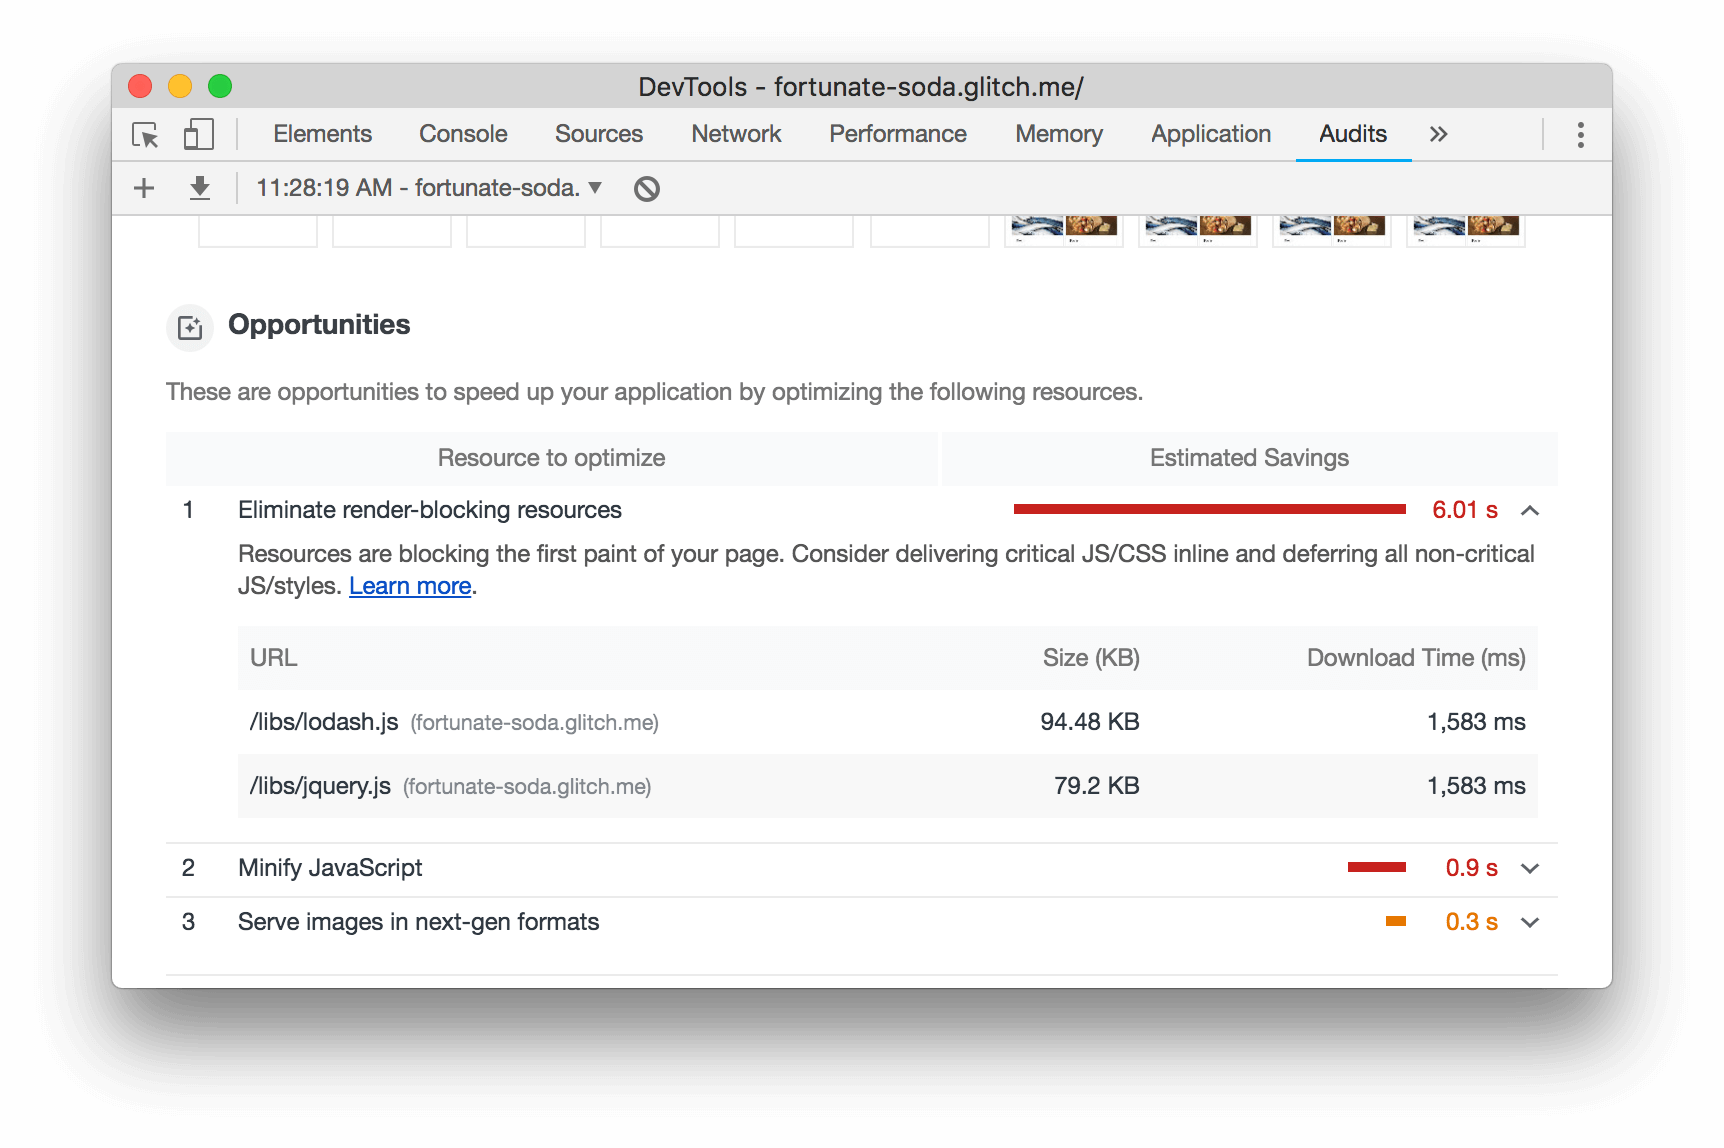 DevTools - fortunate-soda.glitch.me/
Elements Console Sources Network Performance Memory Application Audits »
11:28:19 AM - fortunate-soda. ▼
Opportunities
These are opportunities to speed up your application by optimizing the following resources.
Resource to optimize Estimated Savings
1 Eliminate render-blocking resources 6.01 s
Resources are blocking the first paint of your page. Consider delivering critical JS/CSS inline and deferring all non-critical
JS/styles. Learn more.
URL Size (KB) Download Time (ms)
/libs/lodash.js (fortunate-soda.glitch.me) 94.48 KB 1,583 ms
/libs/jquery.js (fortunate-soda.glitch.me) 79.2 KB 1,583 ms
2 Minify JavaScript 0.9 s
3 Serve images in next-gen formats 0.3 s